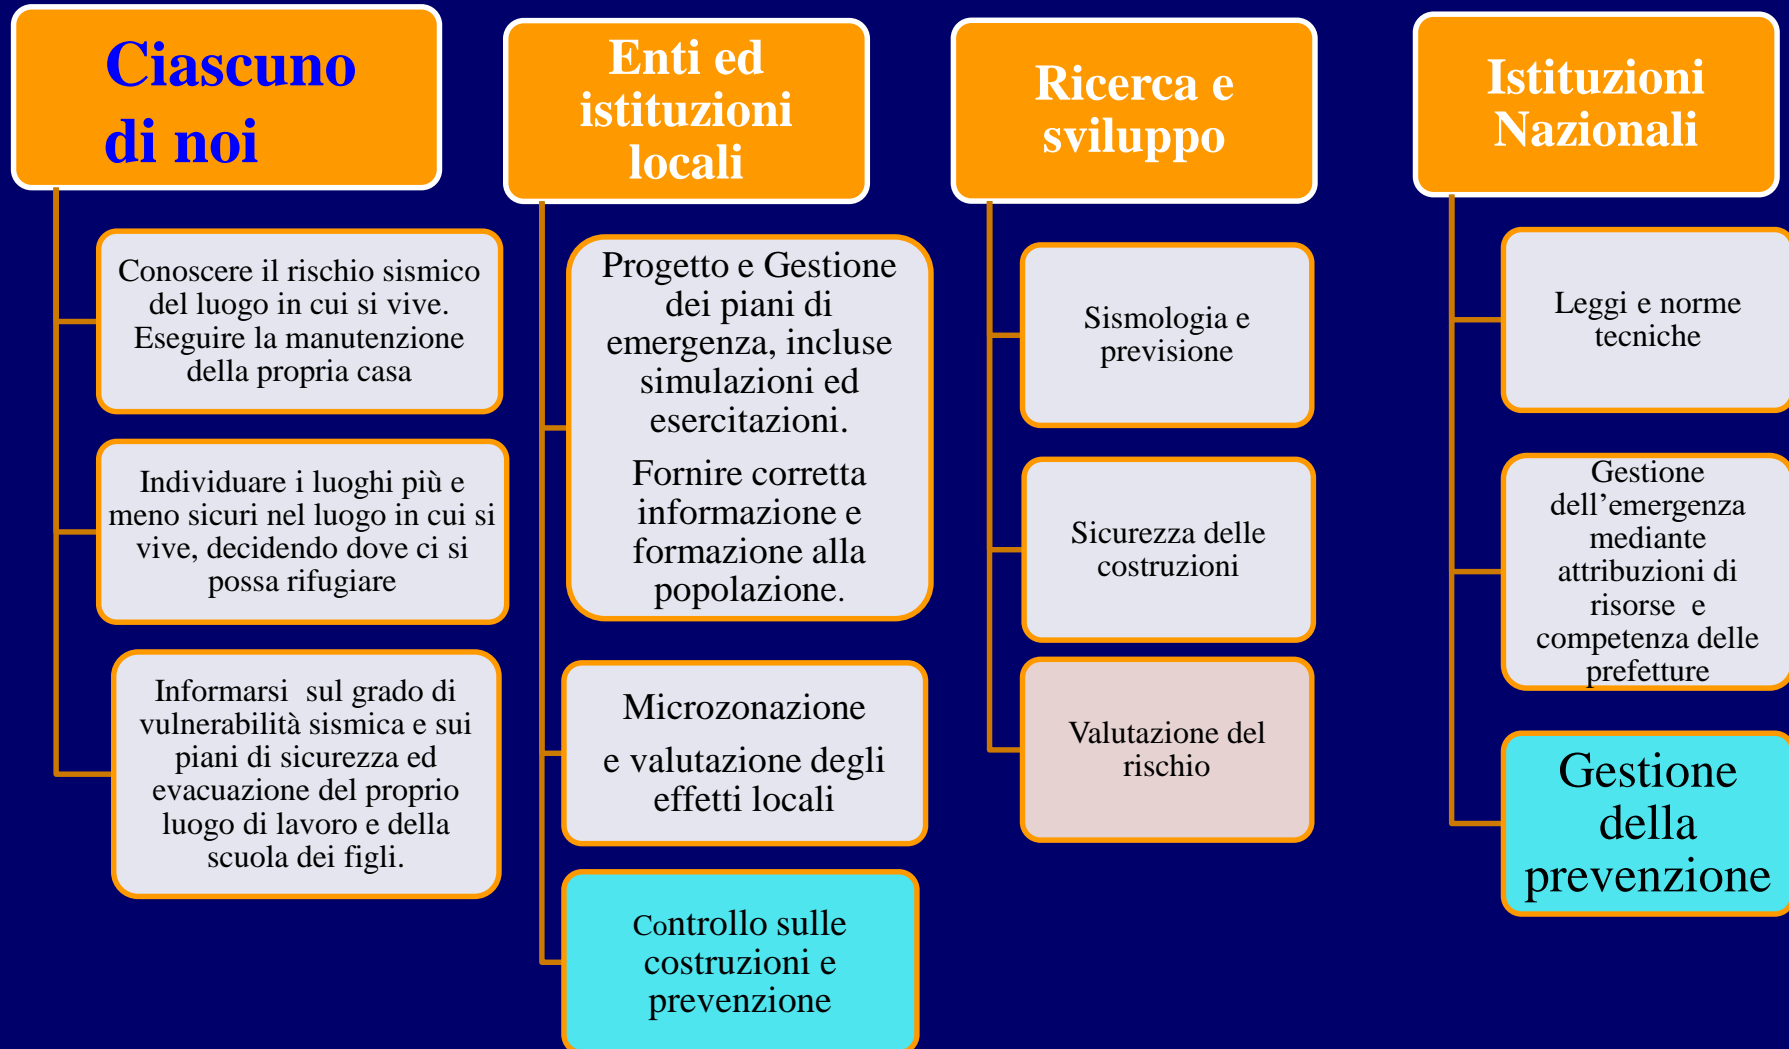 Ciascuno
di noi
Conoscere il rischio sismico
del luogo in cui si vive.
Eseguire la manutenzione
della propria casa
Individuare i luoghi più e
meno sicuri nel luogo in cui si
vive, decidendo dove ci si
possa rifugiare
Informarsi sul grado di
vulnerabilità sismica e sui
piani di sicurezza ed
evacuazione del proprio
luogo di lavoro e della
scuola dei figli.
Enti ed
istituzioni
locali
Progetto e Gestione
dei piani di
emergenza, incluse
simulazioni ed
esercitazioni.
Fornire corretta
informazione e
formazione alla
popolazione.
Microzonazione
e valutazione degli
effetti locali
Controllo sulle
costruzioni e
prevenzione
Ricerca e
sviluppo
Sismologia e
previsione
Sicurezza delle
costruzioni
Valutazione del
rischio
Istituzioni
Nazionali
Leggi e norme
tecniche
Gestione
dell’emergenza
mediante
attribuzioni di
risorse e
competenza delle
prefetture
Gestione
della
prevenzione